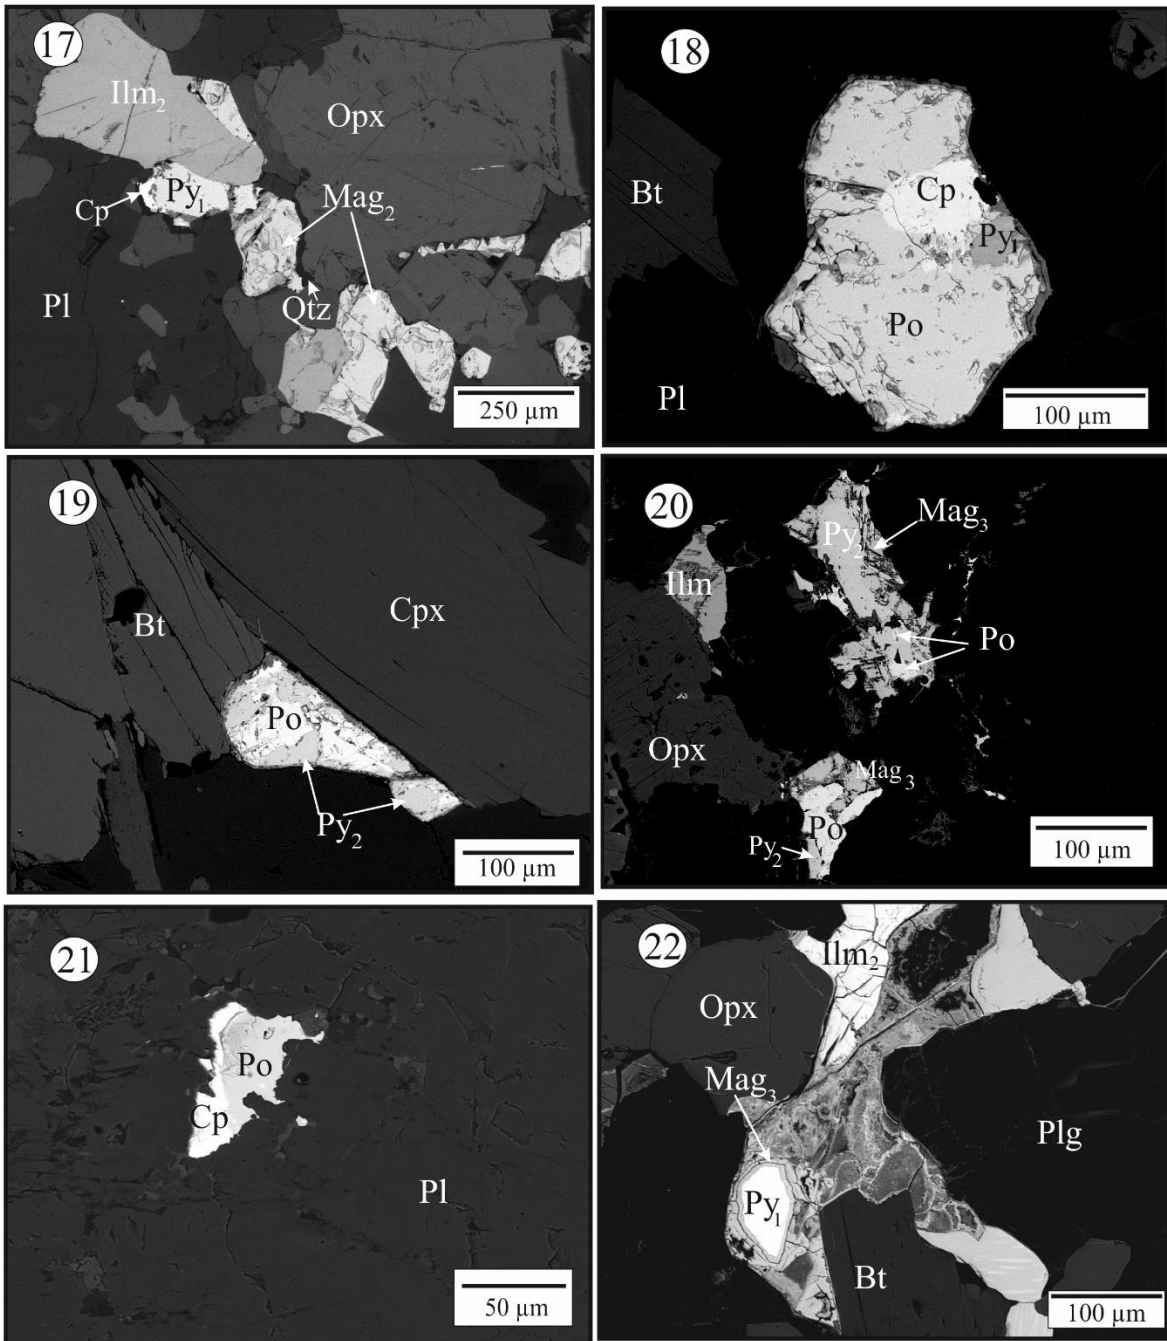 17
Ilm₂
Opx
Py₁
Cp
Mag₂
Pl
Qtz
250 µm
18
Bt
Cp
Py₁
Po
Pl
100 µm
19
Bt
Cpx
Po
Py₂
100 µm
20
Mag₃
Py₂
Ilm
Po
Opx
Mag₃
Po
Py₂
100 µm
21
Po
Cp
Pl
50 µm
22
Ilm₂
Opx
Mag₃
Plg
Py₁
Bt
100 µm